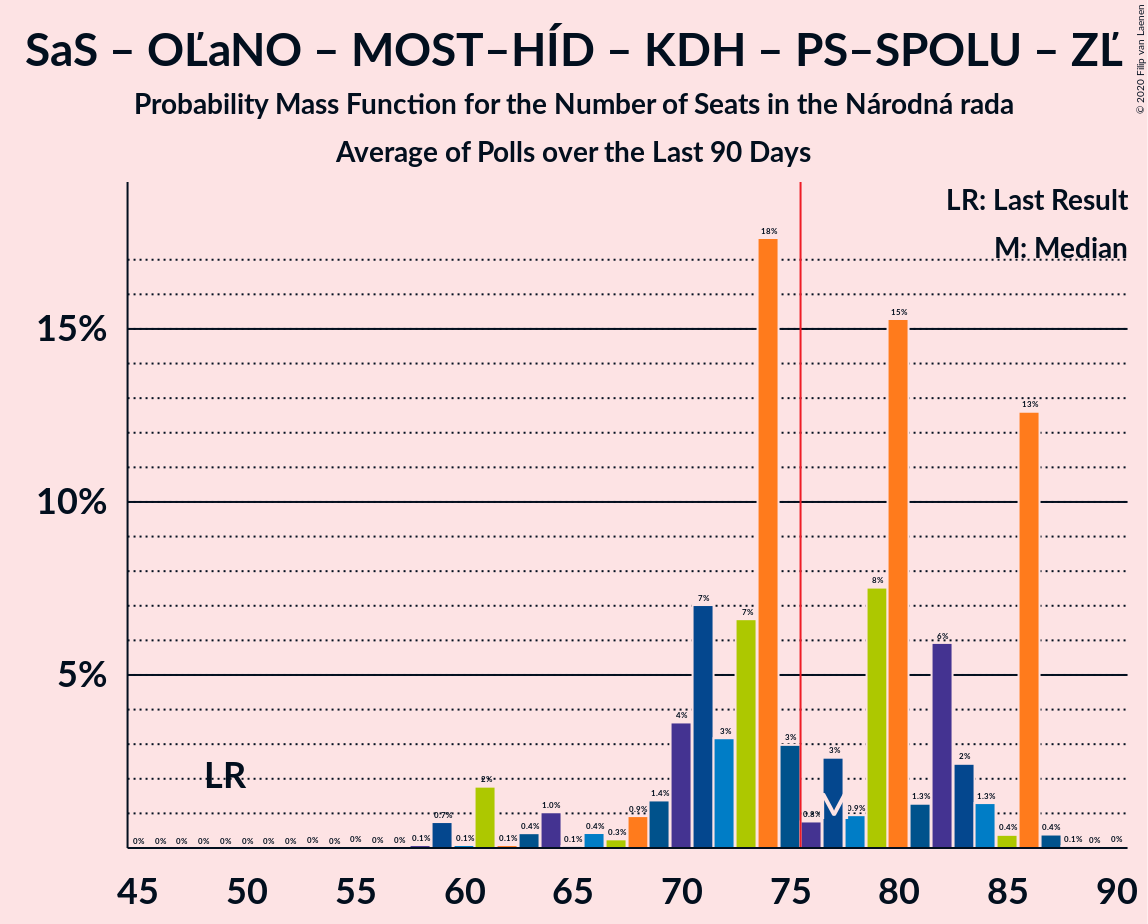 SaS – OĽaNO – MOST–HÍD – KDH – PS–SPOLU – ZĽ
© 2020 Filip van Laenen
Probability Mass Function for the Number of Seats in the Národná rada
Average of Polls over the Last 90 Days
LR: Last Result
M: Median
15%
10%
5%
LR
M
0% 0% 0% 0% 0% 0% 0% 0% 0% 0% 0% 0% 0% 0.1% 0.7% 0.1% 2% 0.1% 0.4% 1.0% 0.1% 0.4% 0.3% 0.9% 1.4% 4% 7% 3% 7% 18% 3% 0.8% 3% 0.9% 8% 15% 1.3% 6% 2% 1.3% 0.4% 13% 0.4% 0.1% 0% 0%
45 50 55 60 65 70 75 80 85 90